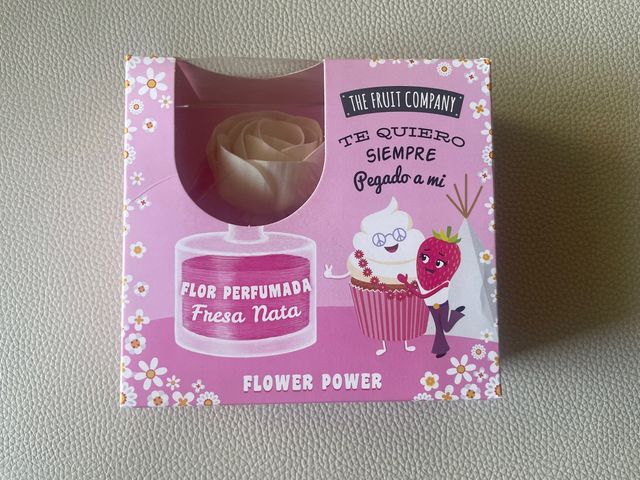 THE FRUIT COMPANY
TE QUIERO
SIEMPRE
Pegado a mi
FLOR PERFUMADA
Fresa Nata
FLOWER POWER